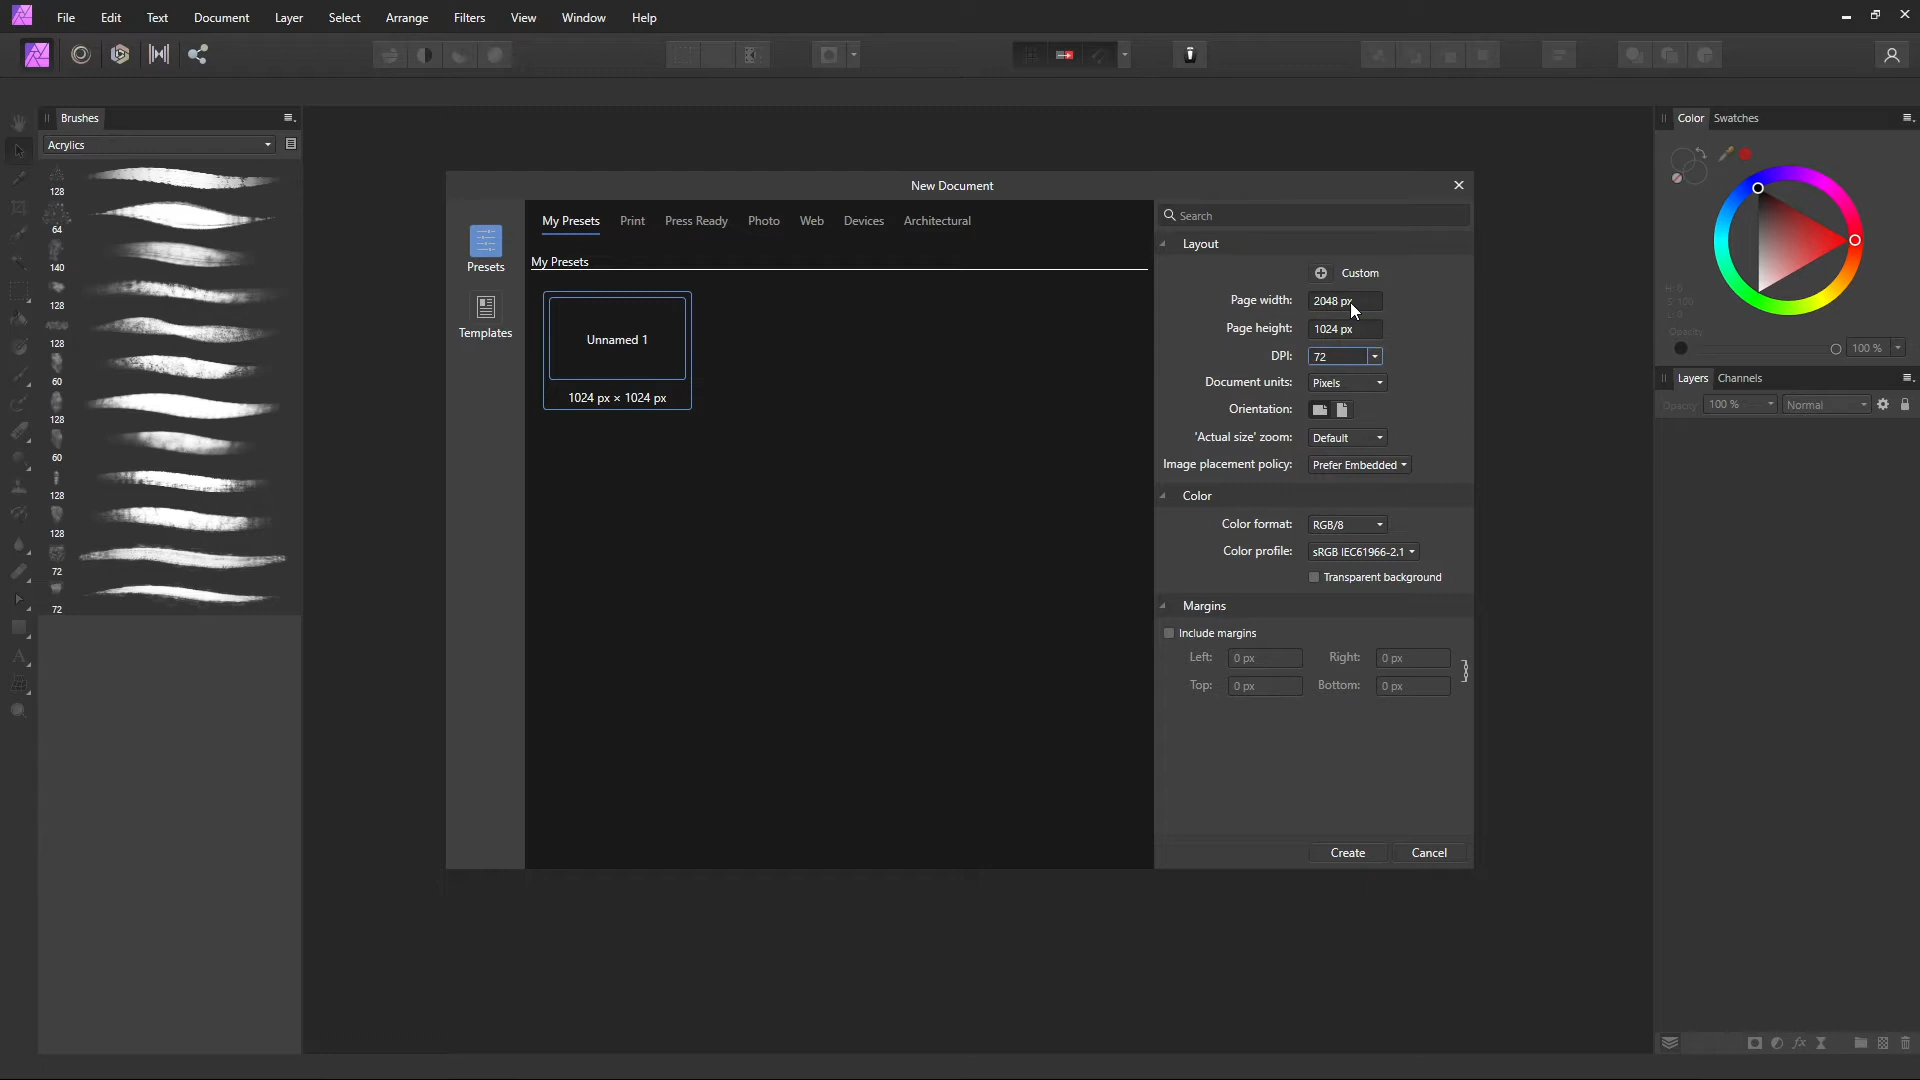 File Edit Text Document Layer Select Arrange Filters View Window Help
Brushes
Acrylics
128
64
140
128
128
60
128
60
128
128
72
72
New Document
Presets
Templates
My Presets Print Press Ready Photo Web Devices Architectural
My Presets
Unnamed 1
1024 px × 1024 px
Search
Layout
Custom
Page width: 2048 px
Page height: 1024 px
DPI: 72
Document units: Pixels
Orientation:
'Actual size' zoom: Default
Image placement policy: Prefer Embedded
Color
Color format: RGB/8
Color profile: sRGB IEC61966-2.1
Transparent background
Margins
Include margins
Left: 0 px Right: 0 px
Top: 0 px Bottom: 0 px
Create Cancel
Color Swatches
H: 0
S: 100
Opacity
100 %
Layers Channels
Opacity 100 % Normal
fx